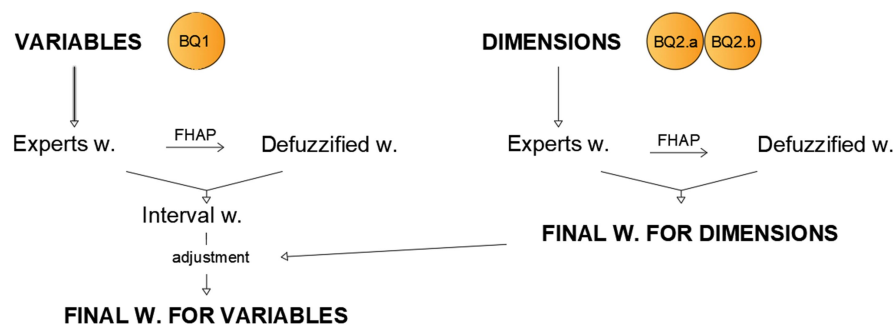 VARIABLES
BQ1
DIMENSIONS
BQ2.a
BQ2.b
Experts w.
FHAP
Defuzzified w.
Experts w.
FHAP
Defuzzified w.
Interval w.
adjustment
FINAL W. FOR DIMENSIONS
FINAL W. FOR VARIABLES